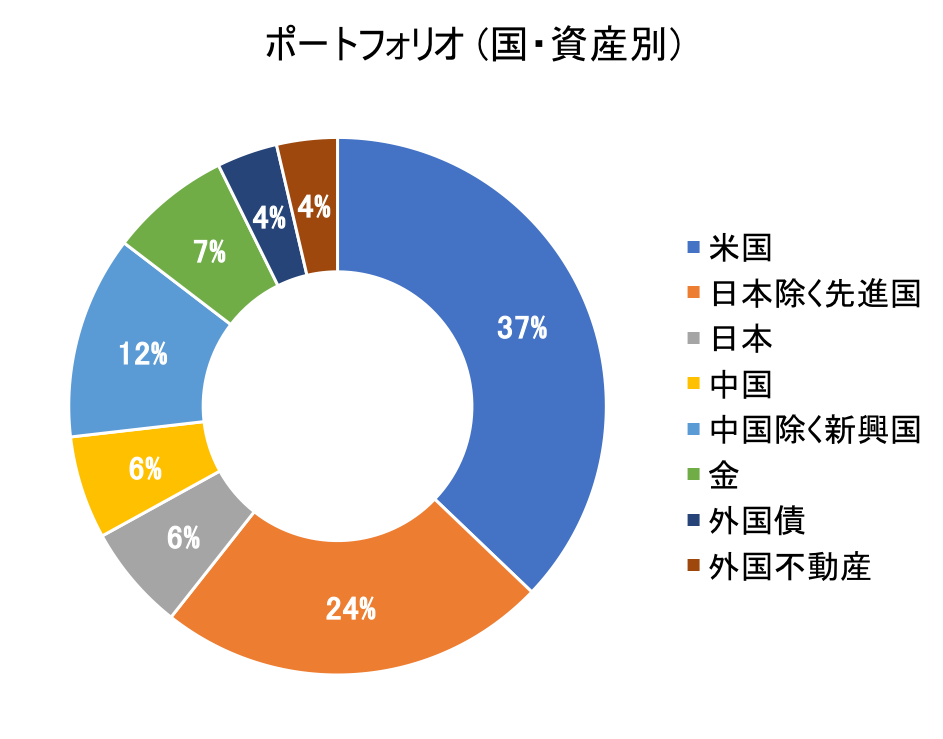 ポートフォリオ（国・資産別）
37%
24%
6%
6%
12%
7%
4%
4%
米国
日本除く先進国
日本
中国
中国除く新興国
金
外国債
外国不動産